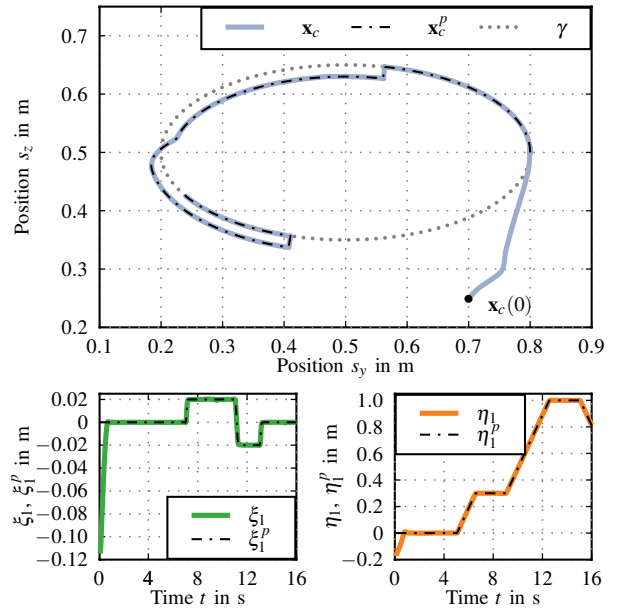 x_c x_c^p γ
0.7
0.6
0.5
0.4
0.3
0.2
Position s_z in m
x_c(0)
0.1 0.2 0.3 0.4 0.5 0.6 0.7 0.8 0.9
Position s_y in m
0.02
0
−0.02
−0.04
−0.06
−0.08
−0.10
−0.12
ξ_1, ξ_1^p in m
ξ_1
ξ_1^p
0 4 8 12 16
Time t in s
1.0
0.8
0.6
0.4
0.2
0
−0.2
η_1, η_1^p in m
η_1
η_1^p
0 4 8 12 16
Time t in s